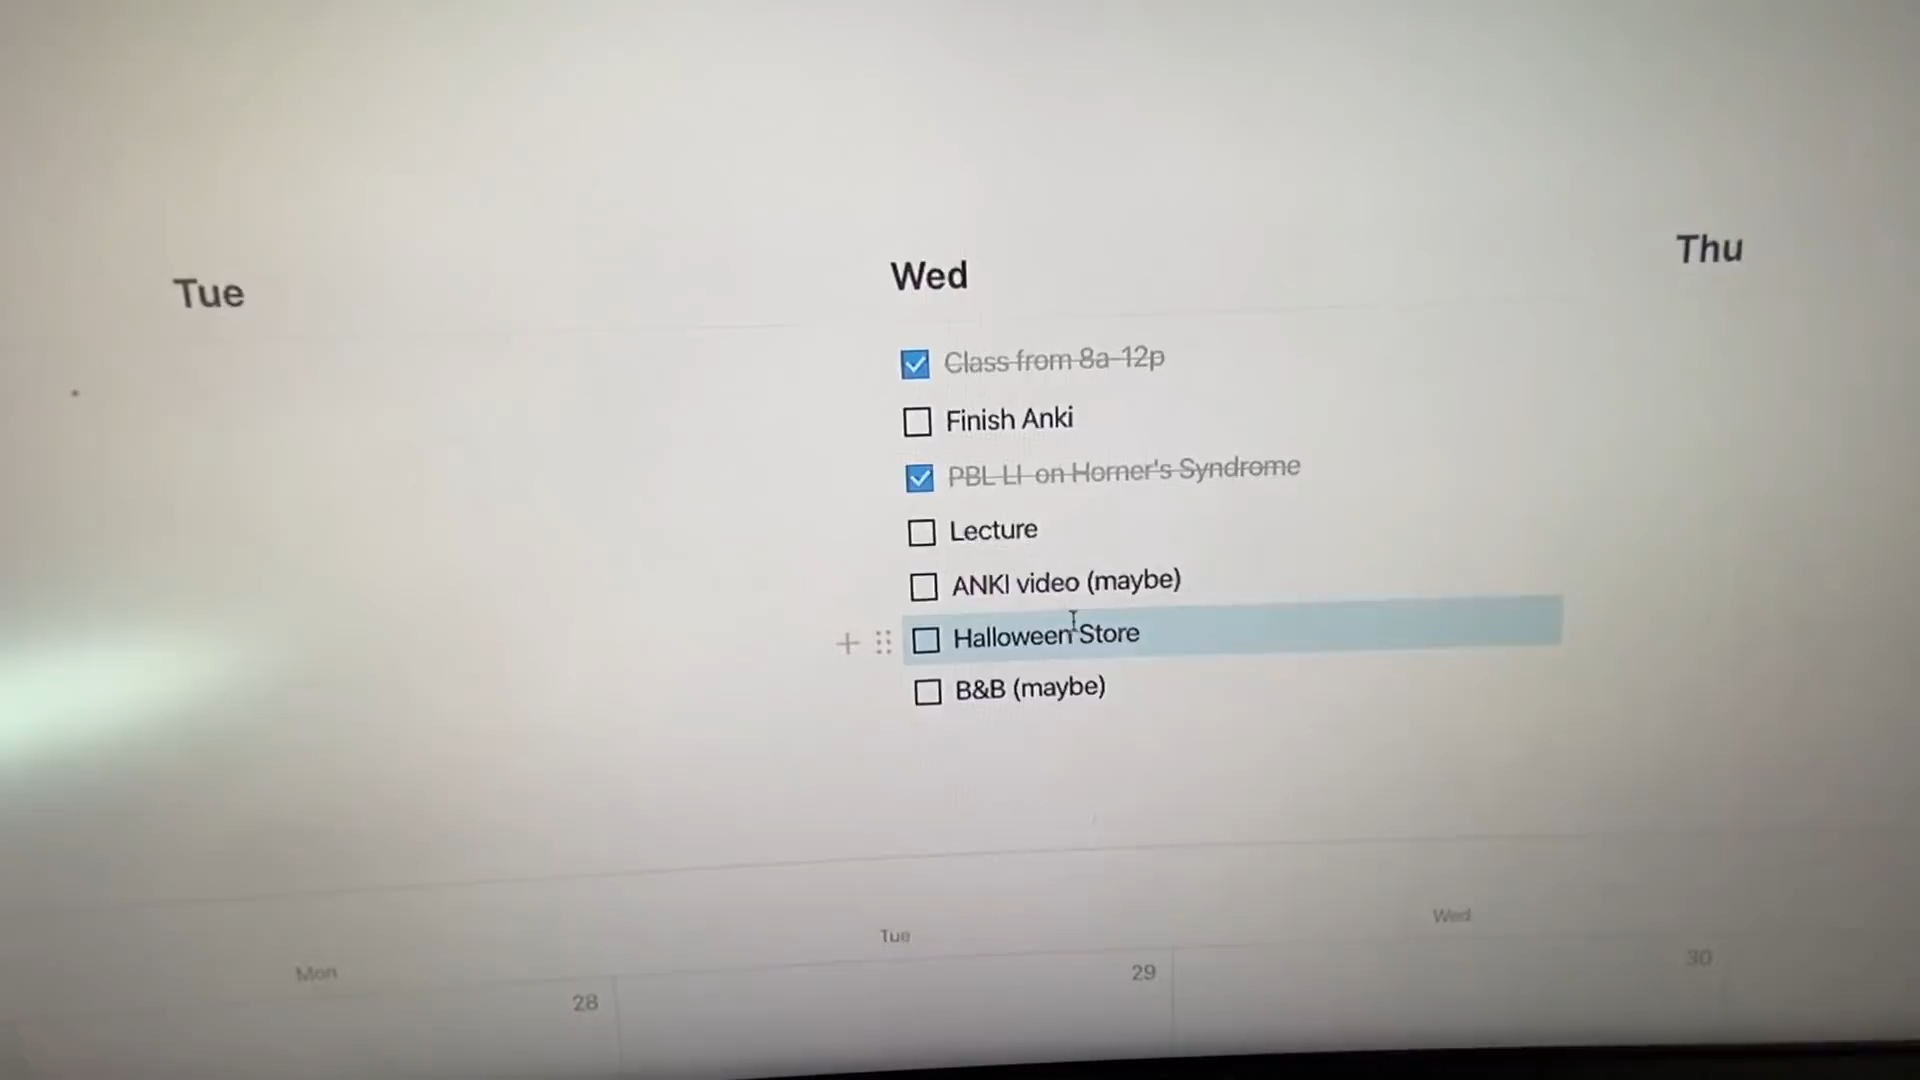 Tue
Wed
Thu
Class from 8a-12p
Finish Anki
PBL LI on Horner's Syndrome
Lecture
ANKI video (maybe)
Halloween Store
B&B (maybe)
Mon
Tue
Wed
28
29
30